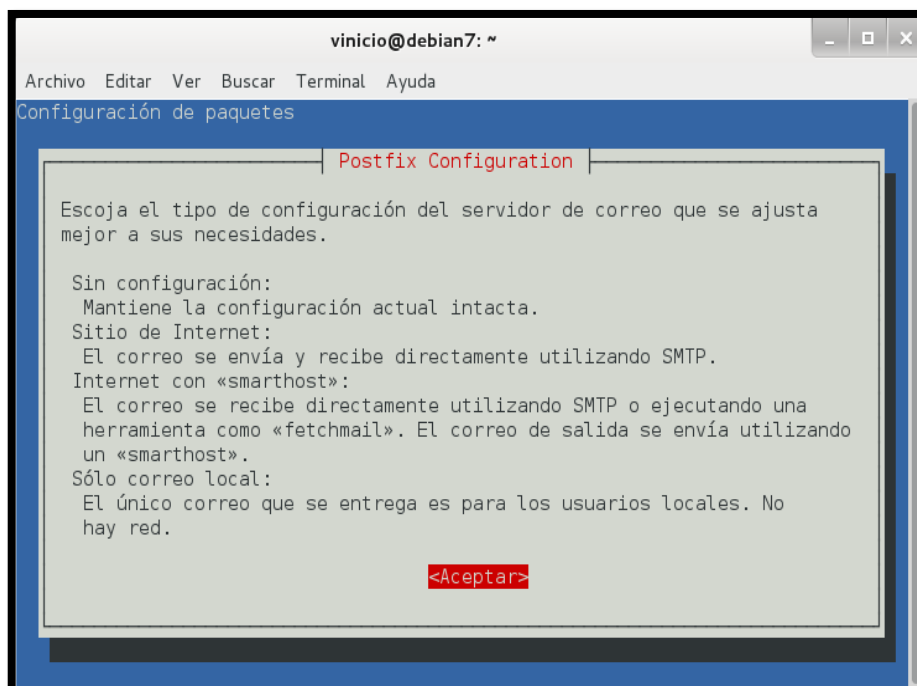 vinicio@debian7: ~
Archivo Editar Ver Buscar Terminal Ayuda
Configuración de paquetes
Postfix Configuration
Escoja el tipo de configuración del servidor de correo que se ajusta
mejor a sus necesidades.
Sin configuración:
Mantiene la configuración actual intacta.
Sitio de Internet:
El correo se envía y recibe directamente utilizando SMTP.
Internet con «smarthost»:
El correo se recibe directamente utilizando SMTP o ejecutando una
herramienta como «fetchmail». El correo de salida se envía utilizando
un «smarthost».
Sólo correo local:
El único correo que se entrega es para los usuarios locales. No
hay red.
<Aceptar>